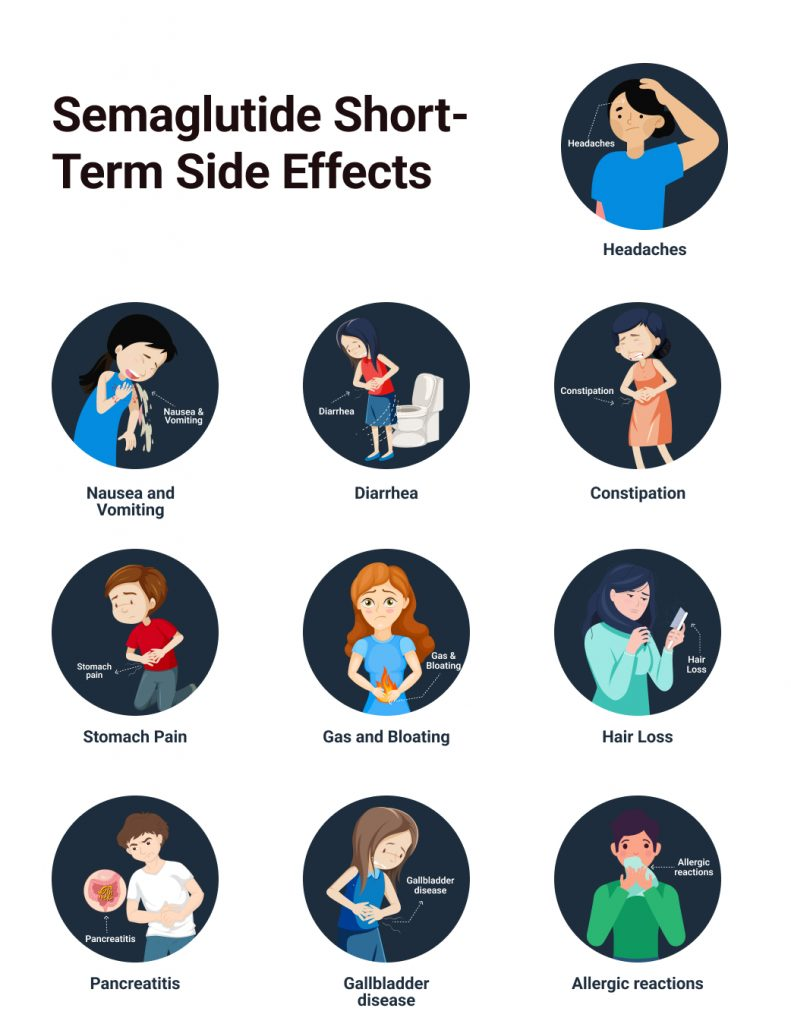 Semaglutide Short-
Term Side Effects
Headaches
Headaches
Nausea &
Vomiting
Nausea and
Vomiting
Diarrhea
Diarrhea
Constipation
Constipation
Stomach
pain
Stomach Pain
Gas &
Bloating
Gas and Bloating
Hair
Loss
Hair Loss
Pancreatitis
Pancreatitis
Gallbladder
disease
Gallbladder
disease
Allergic
reactions
Allergic reactions